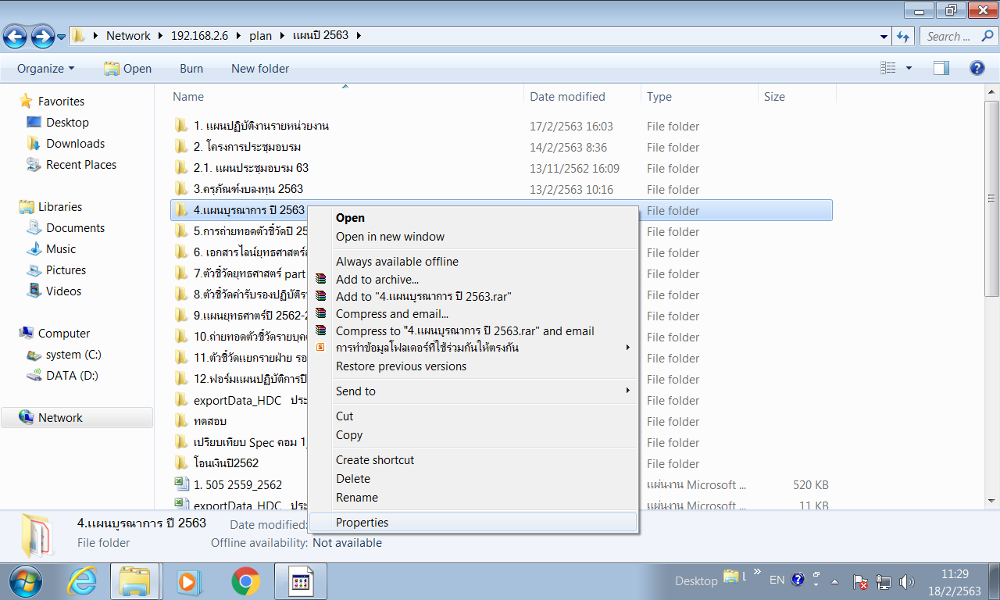 Network ▸ 192.168.2.6 ▸ plan ▸ แผนปี 2563 ▸
Search ...
Organize
Open
Burn
New folder
Name
Date modified
Type
Size
Favorites
Desktop
Downloads
Recent Places
Libraries
Documents
Music
Pictures
Videos
Computer
system (C:)
DATA (D:)
Network
1. แผนปฏิบัติงานรายหน่วยงาน 17/2/2563 16:03 File folder
2. โครงการประชุมอบรม 14/2/2563 8:36 File folder
2.1. แผนประชุมอบรม 63 13/11/2562 16:09 File folder
3.ครุภัณฑ์งบลงทุน 2563 13/2/2563 10:16 File folder
4.แผนบูรณาการ ปี 2563 File folder
5.การถ่ายทอดตัวชี้วัดปี 25 File folder
6. เอกสารไลน์ยุทธศาสตร์ File folder
7.ตัวชี้วัดยุทธศาสตร์ part File folder
8.ตัวชี้วัดคำรับรองปฏิบัติรา File folder
9.แผนยุทธศาตร์ปี 2562-2 File folder
10.ถ่ายทอดตัวชี้วัดรายบุคค File folder
11.ตัวชี้วัดแยกรายฝ่าย รอ File folder
12.ฟอร์มแผนปฏิบัติการปี File folder
exportData_HDC ประ File folder
ทดสอบ File folder
เปรียบเทียบ Spec คอม 1_ File folder
โอนเงินปี2562 File folder
1. 505 2559_2562 แผ่นงาน Microsoft ... 520 KB
exportData_HDC ประ แผ่นงาน Microsoft ... 11 KB
Open
Open in new window
Always available offline
Add to archive...
Add to "4.แผนบูรณาการ ปี 2563.rar"
Compress and email...
Compress to "4.แผนบูรณาการ ปี 2563.rar" and email
การทำข้อมูลโฟลเดอร์ที่ใช้ร่วมกันให้ตรงกัน
Restore previous versions
Send to
Cut
Copy
Create shortcut
Delete
Rename
Properties
4.แผนบูรณาการ ปี 2563 Date modified:
File folder Offline availability: Not available
Desktop
L
EN
11:29
18/2/2563